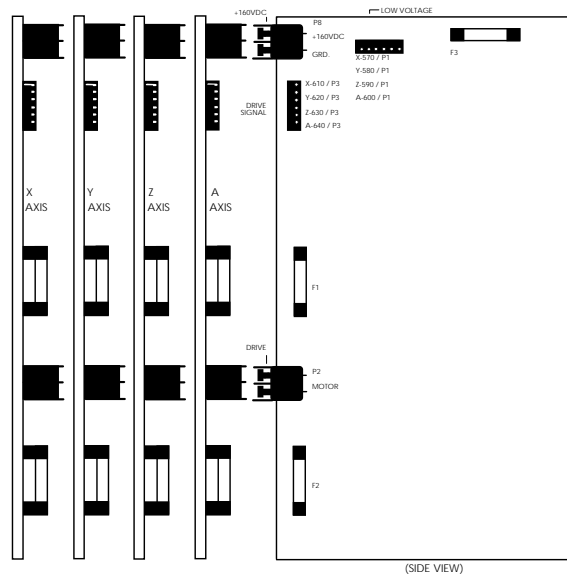 +160VDC
LOW VOLTAGE
P8
+160VDC
GRD.
F3
X-570 / P1
Y-580 / P1
Z-590 / P1
A-600 / P1
X-610 / P3
Y-620 / P3
Z-630 / P3
A-640 / P3
DRIVE
SIGNAL
X
AXIS
Y
AXIS
Z
AXIS
A
AXIS
F1
DRIVE
P2
MOTOR
F2
(SIDE VIEW)